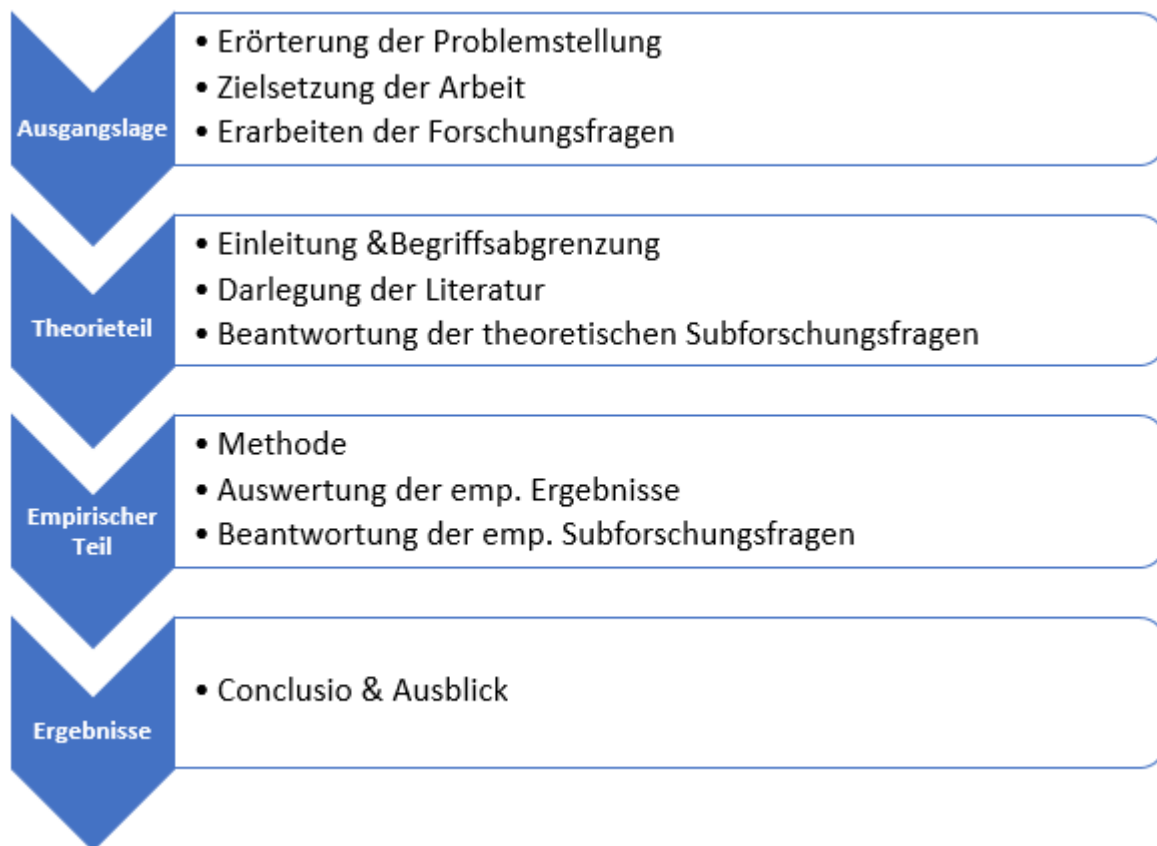 Ausgangslage
• Erörterung der Problemstellung
• Zielsetzung der Arbeit
• Erarbeiten der Forschungsfragen
Theorieteil
• Einleitung &Begriffsabgrenzung
• Darlegung der Literatur
• Beantwortung der theoretischen Subforschungsfragen
Empirischer
Teil
• Methode
• Auswertung der emp. Ergebnisse
• Beantwortung der emp. Subforschungsfragen
Ergebnisse
• Conclusio & Ausblick